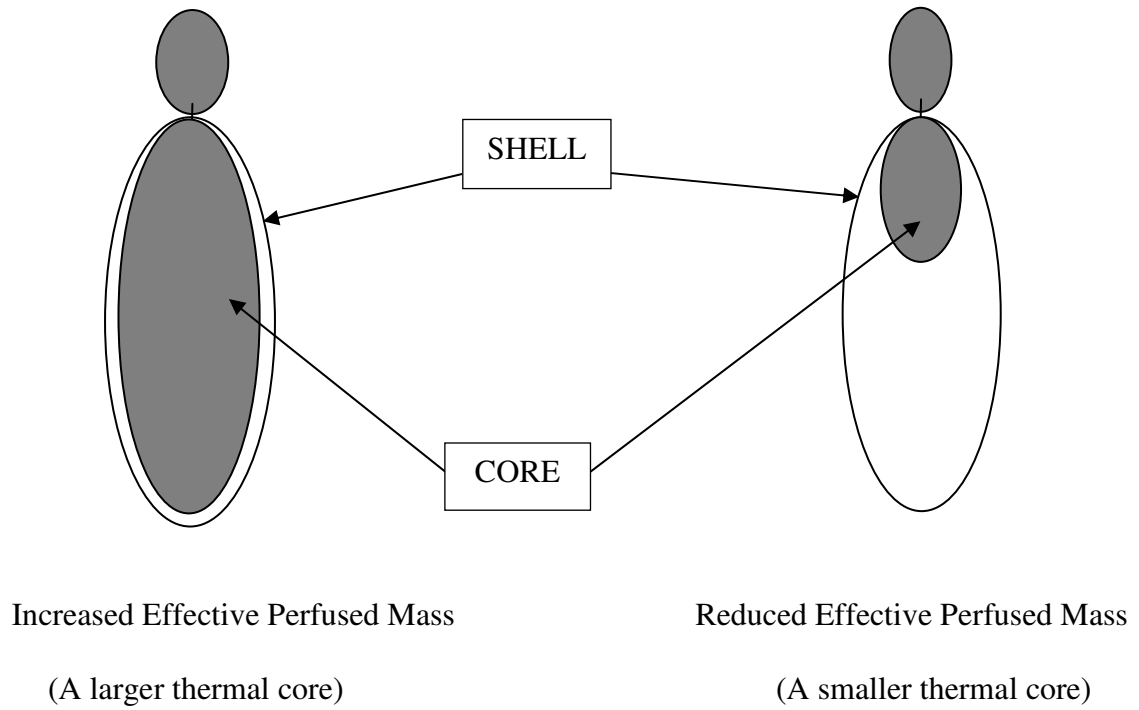 SHELL
CORE
Increased Effective Perfused Mass
(A larger thermal core)
Reduced Effective Perfused Mass
(A smaller thermal core)